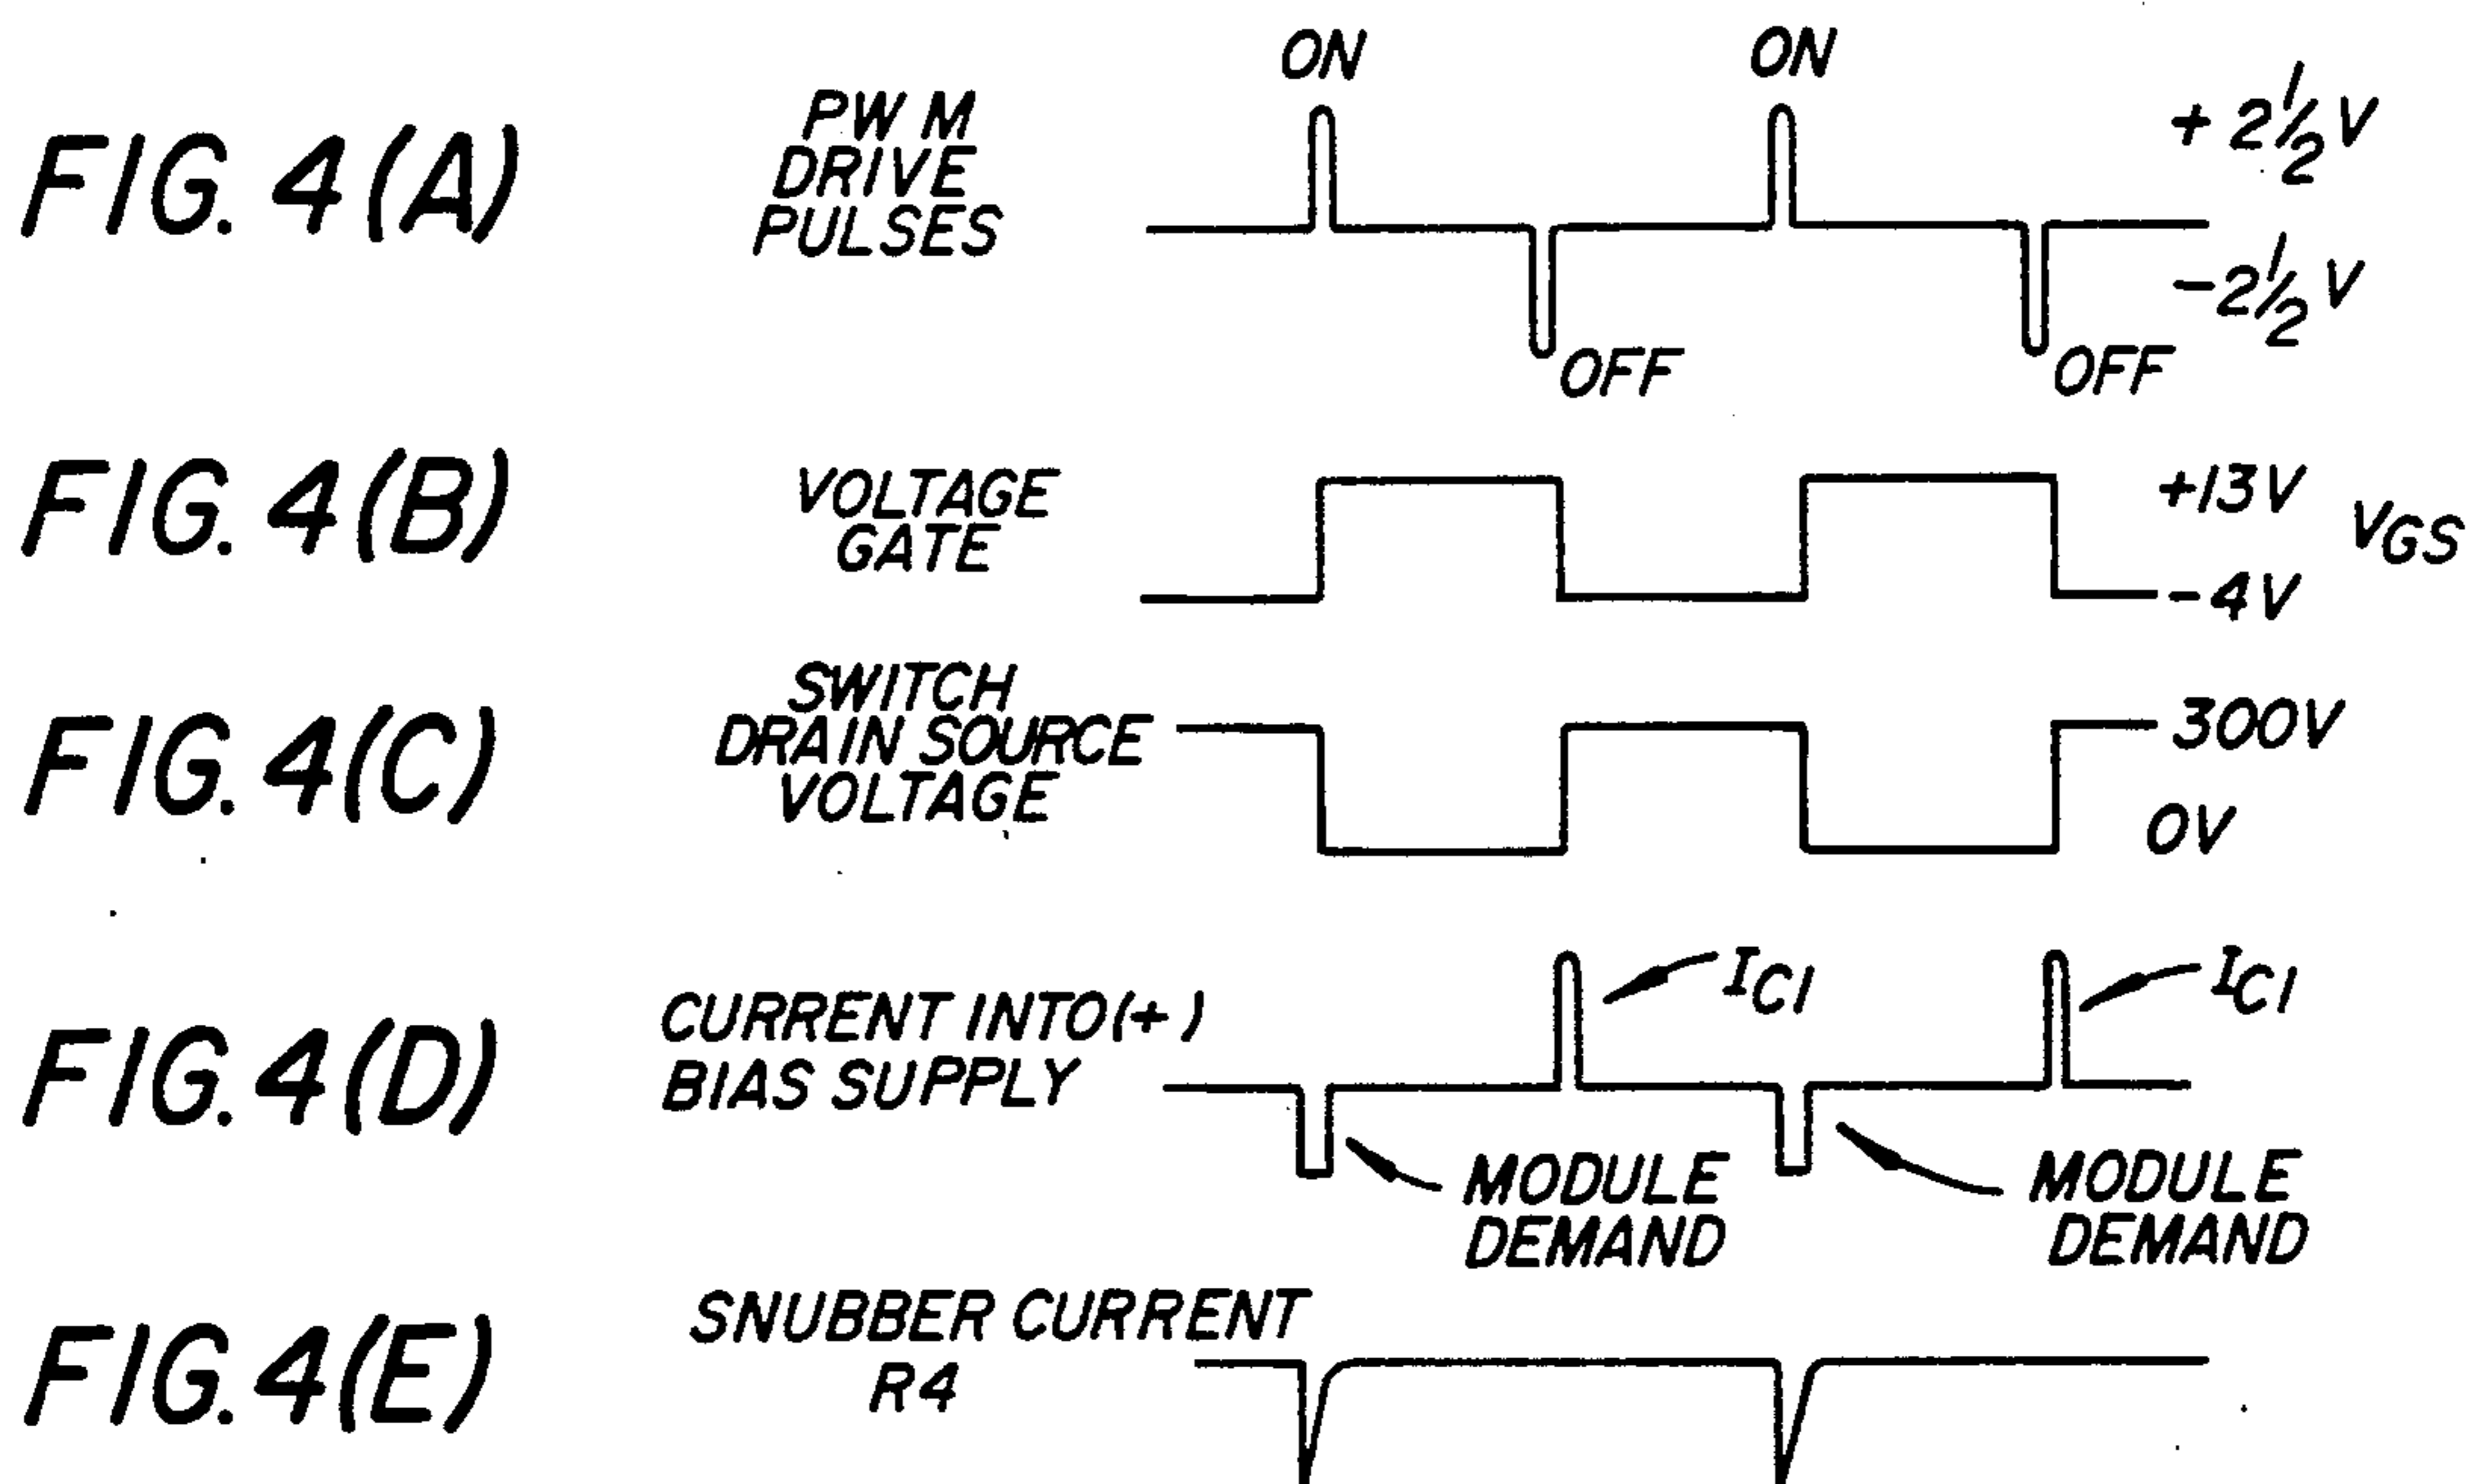 FIG. 4(A)
PWM
DRIVE
PULSES
ON
ON
+2½V
-2½V
OFF
OFF
FIG. 4(B)
VOLTAGE
GATE
+13V
-4V
VGS
FIG. 4(C)
SWITCH
DRAIN SOURCE
VOLTAGE
300V
0V
FIG. 4(D)
CURRENT INTO (+)
BIAS SUPPLY
IC1
IC1
MODULE
DEMAND
MODULE
DEMAND
FIG. 4(E)
SNUBBER CURRENT
R4